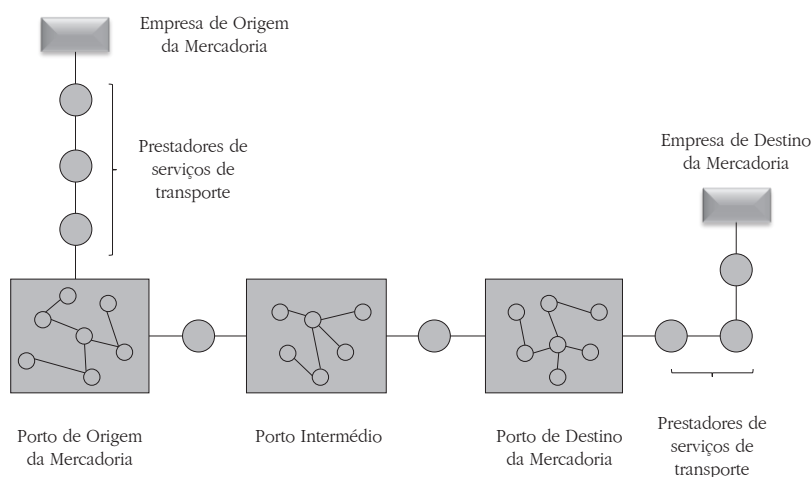 Empresa de Origem
da Mercadoria
Prestadores de
serviços de
transporte
Empresa de Destino
da Mercadoria
Porto de Origem
da Mercadoria
Porto Intermédio
Porto de Destino
da Mercadoria
Prestadores de
serviços de
transporte